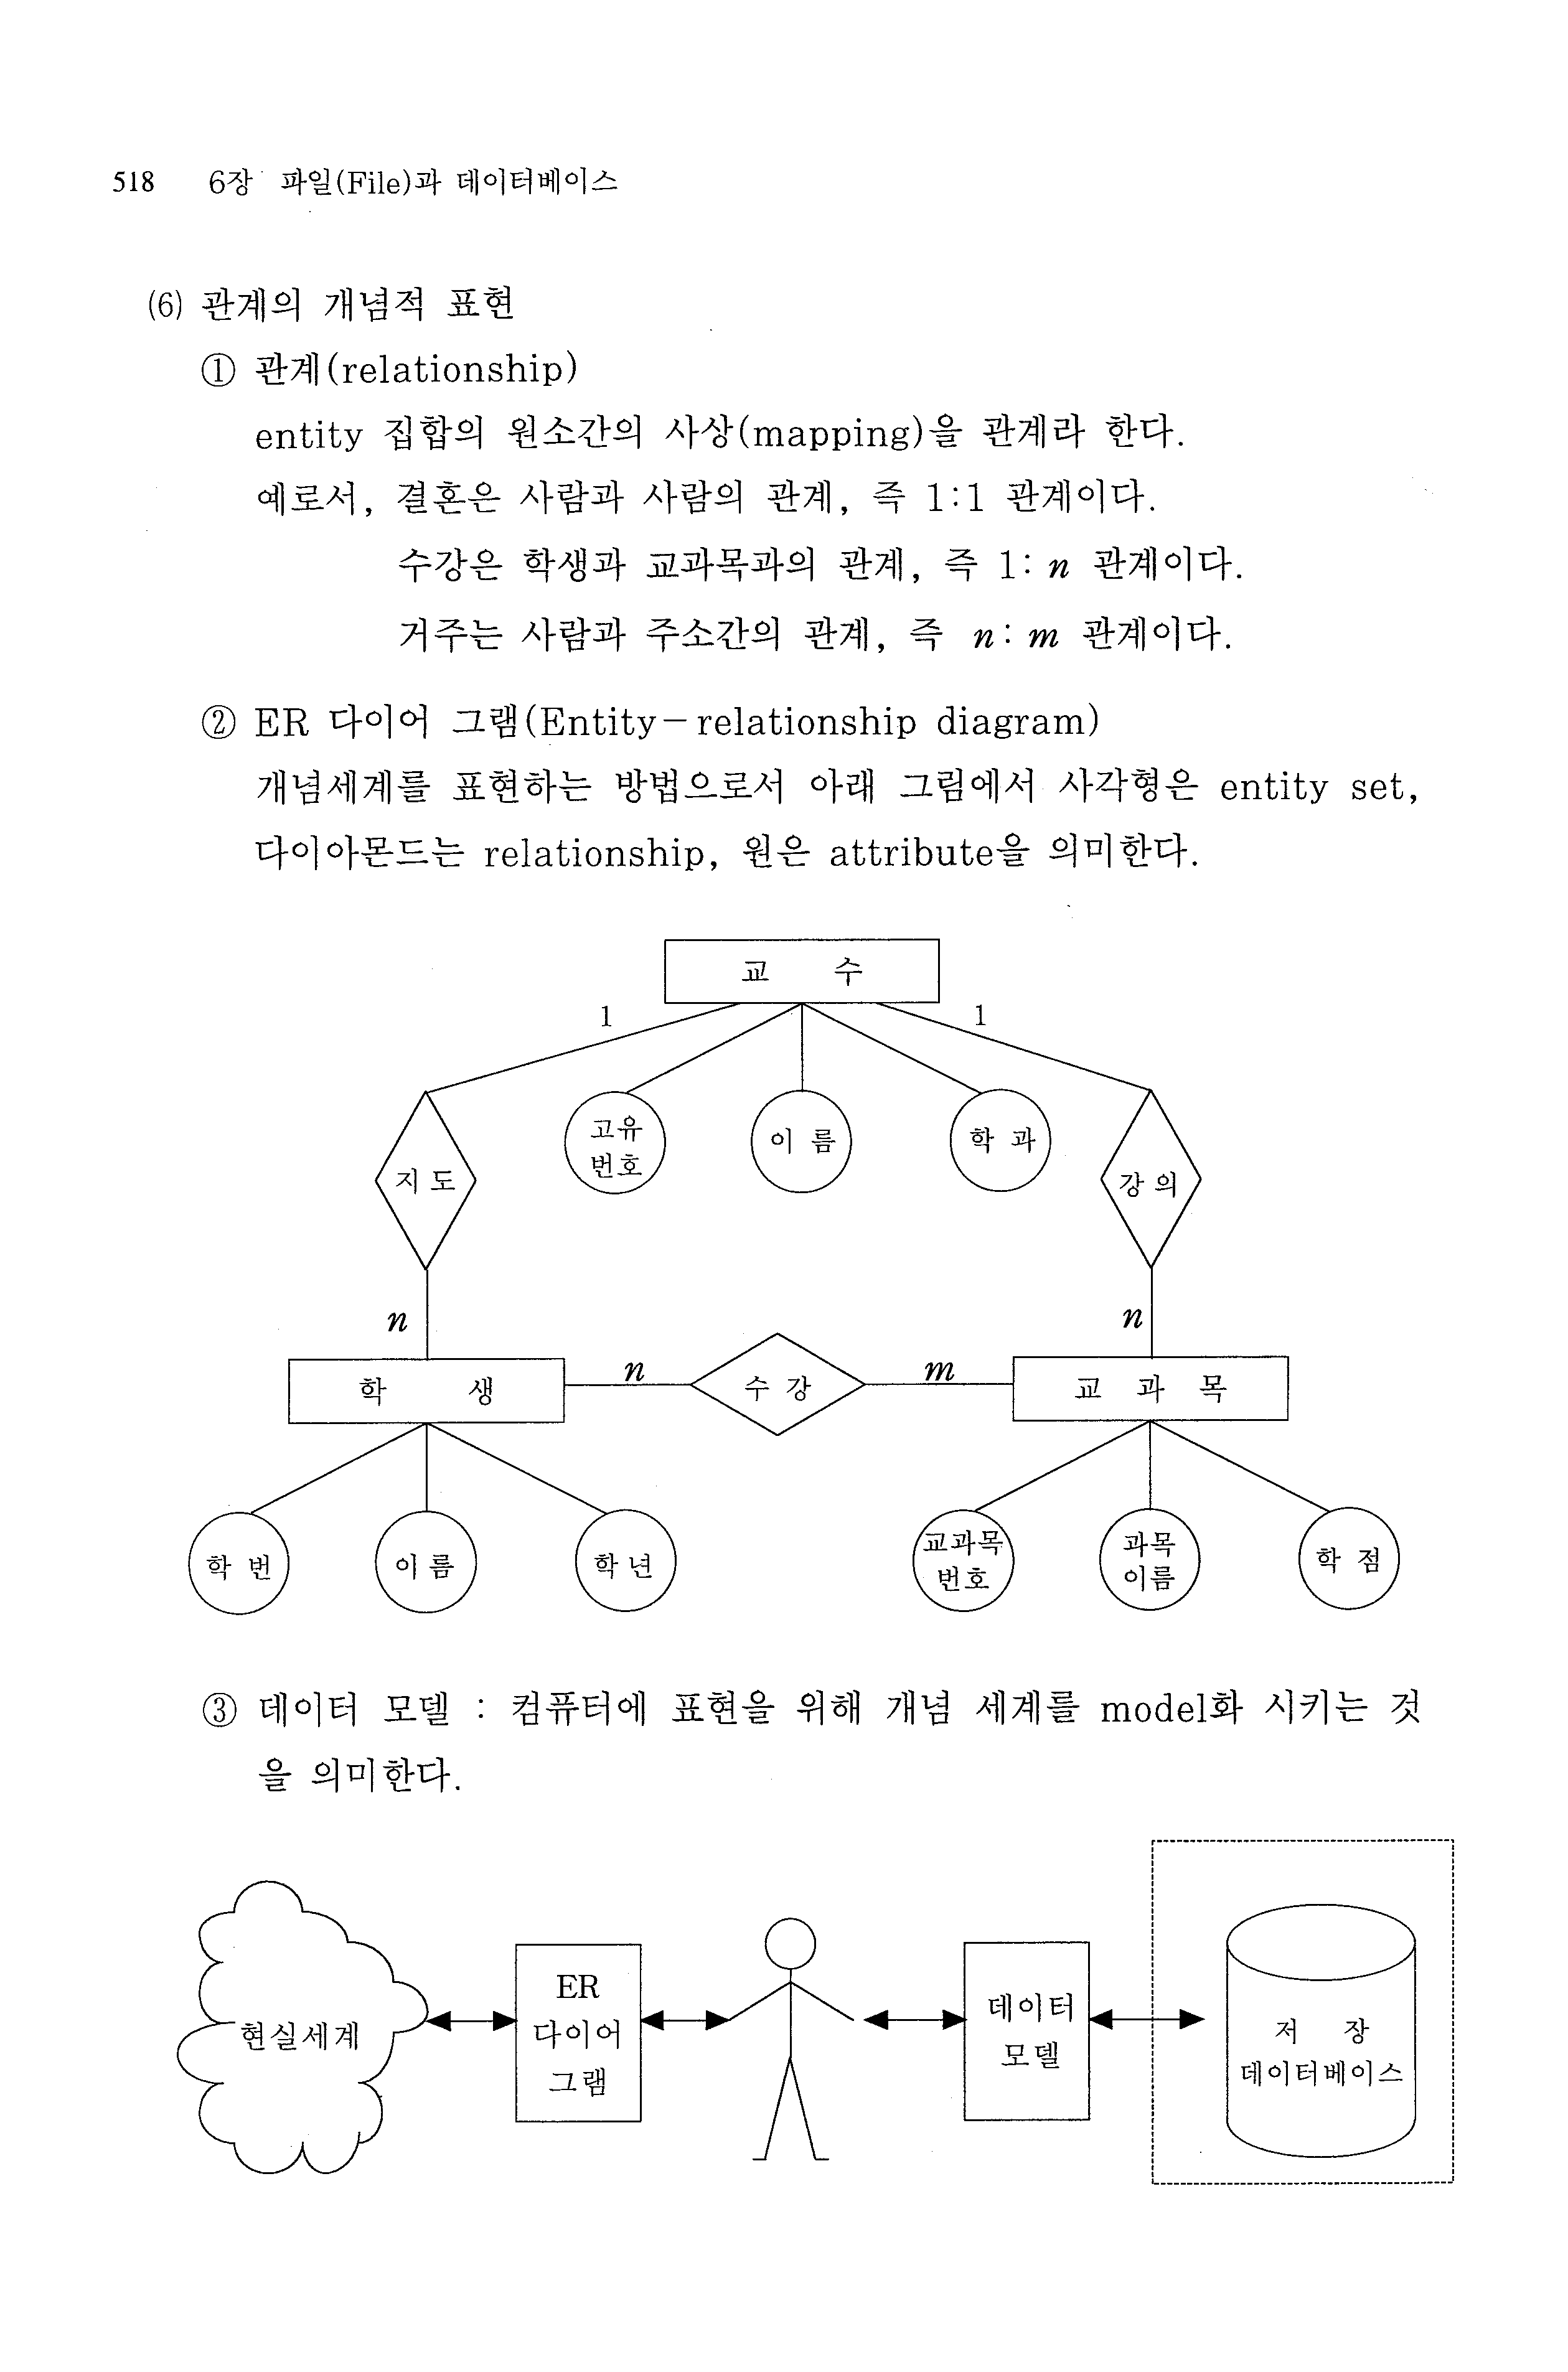 518 6장 파일(File)과 데이터베이스
(6) 관계의 개념적 표현
① 관계(relationship)
entity 집합의 원소간의 사상(mapping)을 관계라 한다.
예로서, 결혼은 사람과 사람의 관계, 즉 1:1 관계이다.
수강은 학생과 교과목과의 관계, 즉 1: n 관계이다.
거주는 사람과 주소간의 관계, 즉 n: m 관계이다.
② ER 다이어 그램(Entity-relationship diagram)
개념세계를 표현하는 방법으로서 아래 그림에서 사각형은 entity set,
다이아몬드는 relationship, 원은 attribute을 의미한다.
교 수
1 1
고유
번호
이 름
학 과
지 도
강 의
n n
학 생
n
수 강
m
교 과 목
학 번
이 름
학 년
교과목
번호
과목
이름
학 점
③ 데이터 모델 : 컴퓨터에 표현을 위해 개념 세계를 model화 시키는 것
을 의미한다.
현실세계
ER
다이어
그램
데이터
모델
저 장
데이터베이스